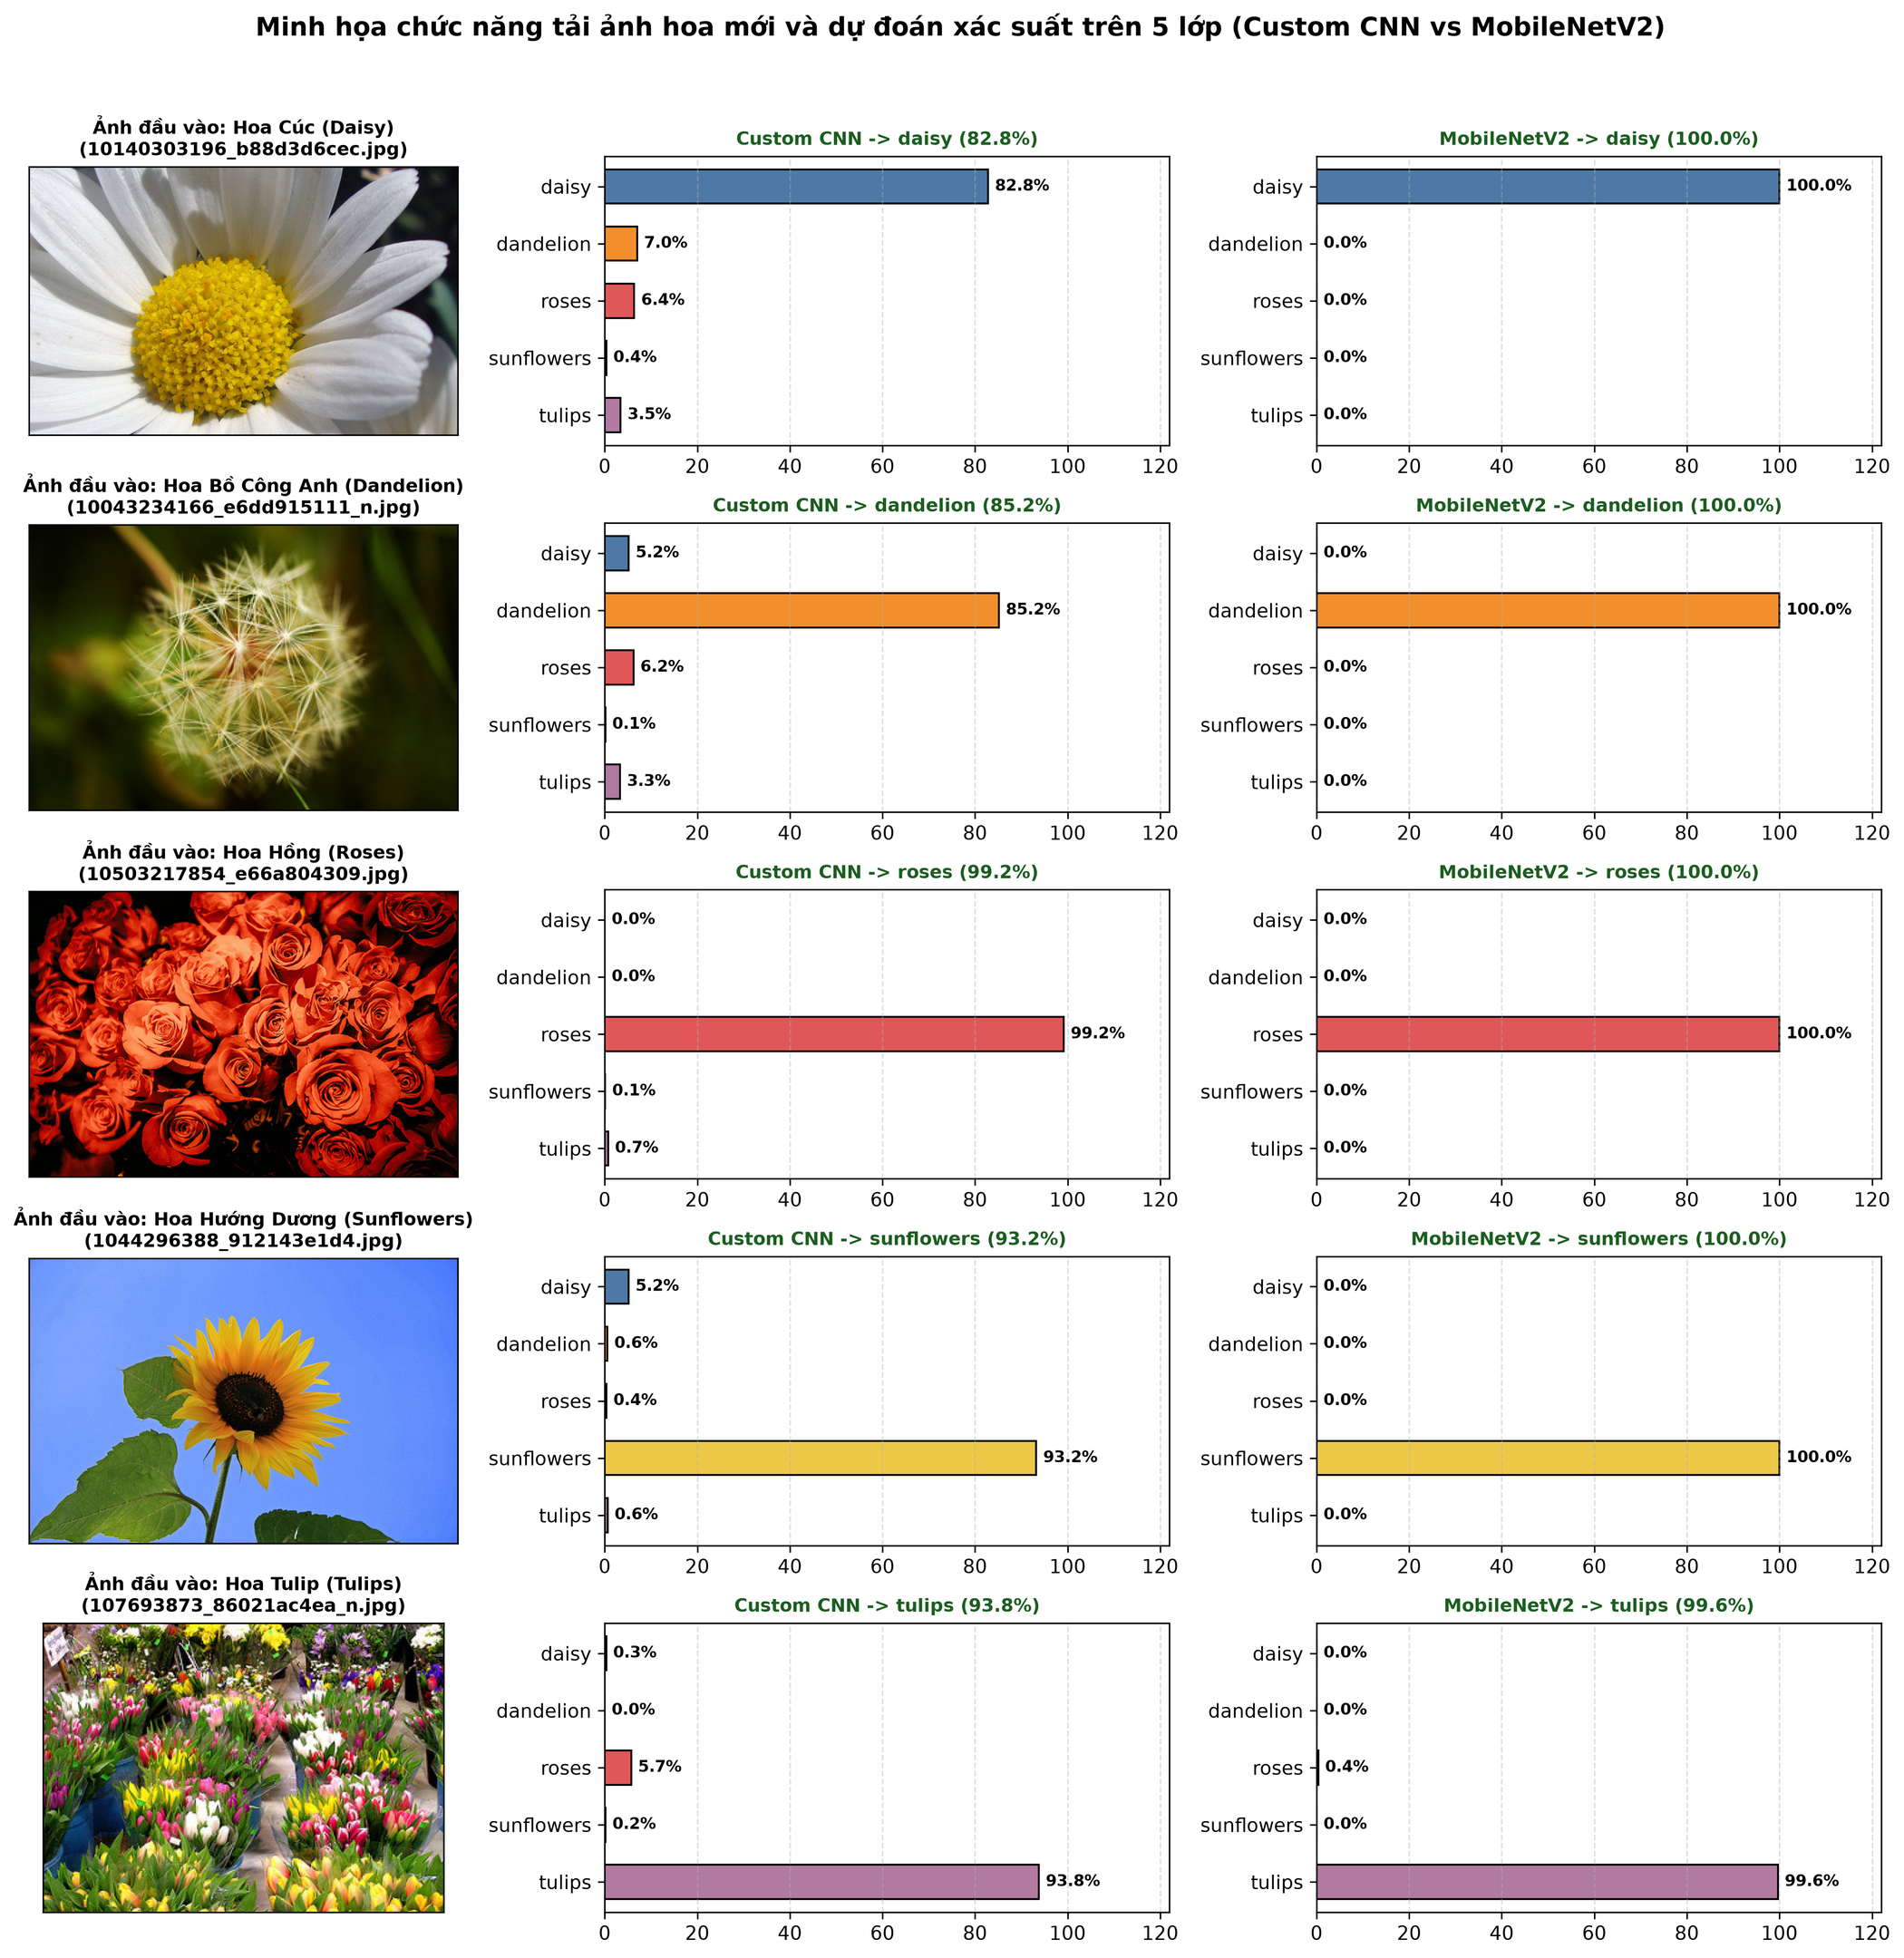 Minh họa chức năng tải ảnh hoa mới và dự đoán xác suất trên 5 lớp (Custom CNN vs MobileNetV2)
Ảnh đầu vào: Hoa Cúc (Daisy)
(10140303196_b88d3d6cec.jpg)
Custom CNN -> daisy (82.8%)
daisy 82.8%
dandelion 7.0%
roses 6.4%
sunflowers 0.4%
tulips 3.5%
0 20 40 60 80 100 120
MobileNetV2 -> daisy (100.0%)
daisy 100.0%
dandelion 0.0%
roses 0.0%
sunflowers 0.0%
tulips 0.0%
0 20 40 60 80 100 120
Ảnh đầu vào: Hoa Bồ Công Anh (Dandelion)
(10043234166_e6dd915111_n.jpg)
Custom CNN -> dandelion (85.2%)
daisy 5.2%
dandelion 85.2%
roses 6.2%
sunflowers 0.1%
tulips 3.3%
0 20 40 60 80 100 120
MobileNetV2 -> dandelion (100.0%)
daisy 0.0%
dandelion 100.0%
roses 0.0%
sunflowers 0.0%
tulips 0.0%
0 20 40 60 80 100 120
Ảnh đầu vào: Hoa Hồng (Roses)
(10503217854_e66a804309.jpg)
Custom CNN -> roses (99.2%)
daisy 0.0%
dandelion 0.0%
roses 99.2%
sunflowers 0.1%
tulips 0.7%
0 20 40 60 80 100 120
MobileNetV2 -> roses (100.0%)
daisy 0.0%
dandelion 0.0%
roses 100.0%
sunflowers 0.0%
tulips 0.0%
0 20 40 60 80 100 120
Ảnh đầu vào: Hoa Hướng Dương (Sunflowers)
(1044296388_912143e1d4.jpg)
Custom CNN -> sunflowers (93.2%)
daisy 5.2%
dandelion 0.6%
roses 0.4%
sunflowers 93.2%
tulips 0.6%
0 20 40 60 80 100 120
MobileNetV2 -> sunflowers (100.0%)
daisy 0.0%
dandelion 0.0%
roses 0.0%
sunflowers 100.0%
tulips 0.0%
0 20 40 60 80 100 120
Ảnh đầu vào: Hoa Tulip (Tulips)
(107693873_86021ac4ea_n.jpg)
Custom CNN -> tulips (93.8%)
daisy 0.3%
dandelion 0.0%
roses 5.7%
sunflowers 0.2%
tulips 93.8%
0 20 40 60 80 100 120
MobileNetV2 -> tulips (99.6%)
daisy 0.0%
dandelion 0.0%
roses 0.4%
sunflowers 0.0%
tulips 99.6%
0 20 40 60 80 100 120